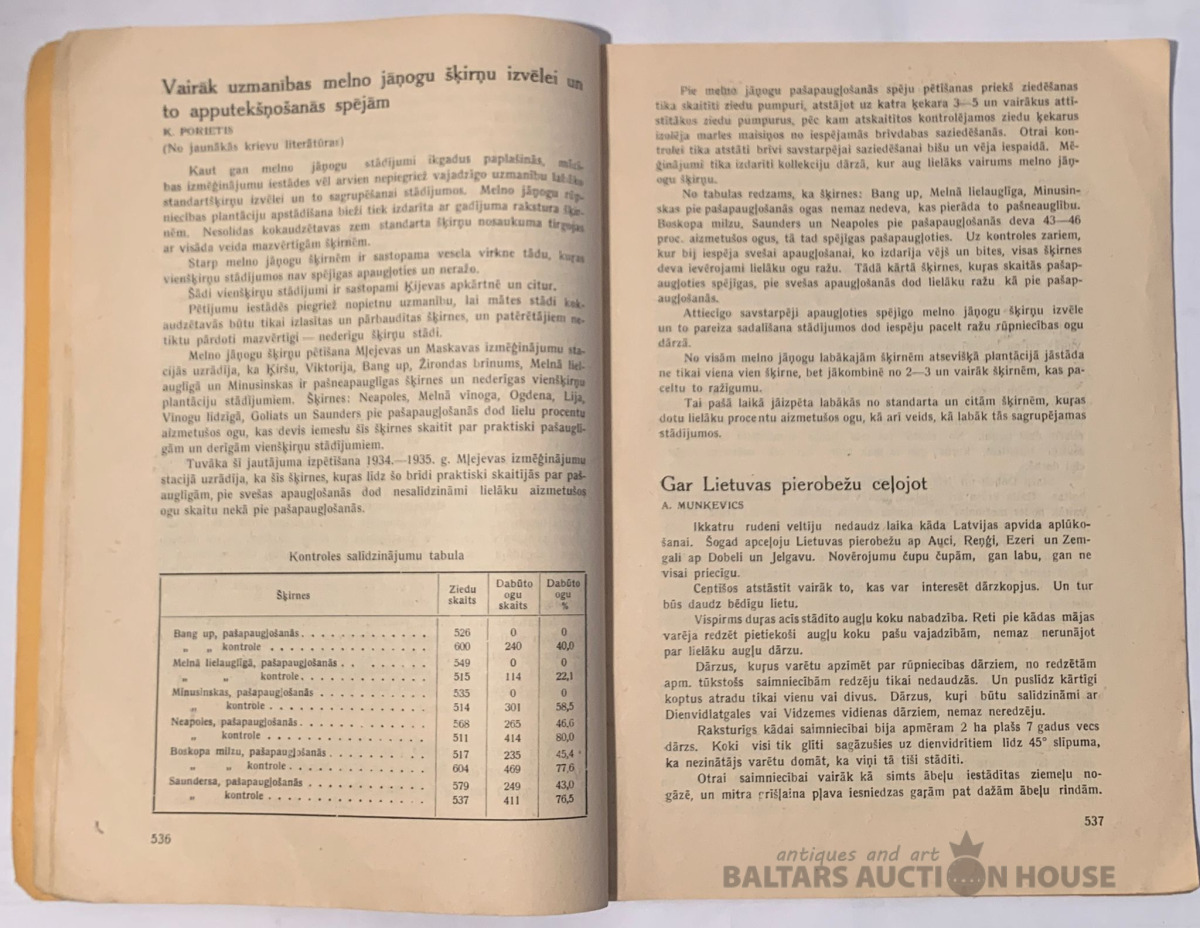 Vairāk uzmanības melno jāņogu šķirņu izvēlei un
to apputekšņošanās spējām
K. PORIETIS
(No jaunākās krievu literātūras)
Kaut gan melno jāņogu stādījumi ikgadus paplašinās,
bas izmēģinājumu iestādes vēl arvien nepiegriež vajadzīgo uzmanību labāko
standartšķirņu izvēlei un to sagrupēšanai stādījumos. Melno jāņogu rūp-
niecības plantāciju apstādīšana bieži tiek izdarīta ar gadījuma rakstura šķir-
nēm. Nesolidas kokaudzētavas zem standarta šķirņu nosaukuma tirgojas
ar visāda veida mazvērtīgām šķirnēm.
Starp melno jāņogu šķirnēm ir sastopama vesela virkne tādu, kuŗas
vienšķirņu stādījumos nav spējīgas apaugļoties un neražo.
Šādi vienšķirņu stādījumi ir sastopami Ķijevas apkārtnē un citur.
Pētījumu iestādēs piegriež nopietnu uzmanību, lai mātes stādi kok-
audzētavās būtu tikai izlasītas un pārbaudītas šķirnes, un patērētājiem ne-
tiktu pārdoti mazvērtīgi — nederīgu šķirņu stādi.
Melno jāņogu šķirņu pētīšana Mļejevas un Maskavas izmēģinājumu sta-
cijās uzrādīja, ka Ķiršu, Viktorija, Bang up, Žirondas brīnums, Melnā liel-
auglīgā un Minusinskas ir pašneapauglīgas šķirnes un nederīgas vienšķirņu
plantāciju stādījumiem. Šķirnes: Neapoles, Melnā vīnoga, Ogdena, Lija,
Vīnogu līdzīgā, Goliats un Saunders pie pašapaugļošanās dod lielu procentu
aizmetušos ogu, kas devis iemeslu šīs šķirnes skaitīt par praktiski pašauglī-
gām un derīgām vienšķirņu stādījumiem.
Tuvāka šī jautājuma izpētīšana 1934.—1935. g. Mļejevas izmēģinājumu
stacijā uzrādīja, ka šīs šķirnes, kuŗas līdz šo brīdi praktiski skaitījās par paš-
auglīgām, pie svešas apaugļošanās dod nesalīdzināmi lielāku aizmetušos
ogu skaitu nekā pie pašapaugļošanās.
Kontroles salīdzinājumu tabula
Šķirnes
Ziedu
skaits
Dabūto
ogu
skaits
Dabūto
ogu
%
Bang up, pašapaugļošanās . . . . . . . . . . . . . 526 0 0
„ „ kontrole . . . . . . . . . . . . . . . . 600 240 40,0
Melnā lielauglīgā, pašapaugļošanās . . . . . . . . . 549 0 0
„ „ kontrole . . . . . . . . . . . . . 515 114 22,1
Minusinskas, pašapaugļošanās . . . . . . . . . . . . 535 0 0
„ kontrole . . . . . . . . . . . . . . . . 514 301 58,5
Neapoles, pašapaugļošanās . . . . . . . . . . . . . 568 265 46,6
„ kontrole . . . . . . . . . . . . . . . . 511 414 80,0
Boskopa milzu, pašapaugļošanās . . . . . . . . . . 517 235 45,4
„ „ kontrole . . . . . . . . . . . . . . 604 469 77,6
Saundersa, pašapaugļošanās . . . . . . . . . . . . 579 249 43,0
„ kontrole . . . . . . . . . . . . . . . . 537 411 76,5
536
Pie melno jāņogu pašapaugļošanās spēju pētīšanas priekš ziedēšanas
tika skaitīti ziedu pumpuri, atstājot uz katra ķekara 3—5 un vairākus attī-
stītākus ziedu pumpurus, pēc kam atskaitītos kontrolējamos ziedu ķekarus
izolēja marles maisiņos no iespējamās brīvdabas saziedēšanās. Otrai kon-
trolei tika atstāti brīvi savstarpējai saziedēšanai bišu un vēja iespaidā. Mē-
ģinājumi tika izdarīti kollekciju dārzā, kur aug lielāks vairums melno jāņ-
ogu šķirņu.
No tabulas redzams, ka šķirnes: Bang up, Melnā lielauglīga, Minusin-
skas pie pašapaugļošanās ogas nemaz nedeva, kas pierāda to pašneauglību.
Boskopa milzu, Saunders un Neapoles pie pašapaugļošanās deva 43—46
proc. aizmetušos ogus, tā tad spējīgas pašapaugļoties. Uz kontroles zariem,
kur bij iespēja svešai apaugļošanai, ko izdarīja vējš un bites, visas šķirnes
deva ievērojami lielāku ogu ražu. Tādā kārtā šķirnes, kuŗas skaitās pašap-
augļoties spējīgas, pie svešas apaugļošanās dod lielāku ražu kā pie pašap-
augļošanās.
Attiecīgo savstarpēji apaugļoties spējīgo melno jāņogu šķirņu izvēle
un to pareiza sadalīšana stādījumos dod iespēju pacelt ražu rūpniecības ogu
dārzā.
No visām melno jāņogu labākajām šķirnēm atsevišķā plantācijā jāstāda
ne tikai viena vien šķirne, bet jākombinē no 2—3 un vairāk šķirnēm, kas pa-
celtu to ražīgumu.
Tai pašā laikā jāizpēta labākās no standarta un citām šķirnēm, kuŗas
dotu lielāku procentu aizmetušos ogu, kā arī veids, kā labāk tās sagrupējamas
stādījumos.
Gar Lietuvas pierobežu ceļojot
A. MUNKEVICS
Ikkatru rudeni veltīju nedaudz laika kāda Latvijas apvida aplūko-
šanai. Šogad apceļoju Lietuvas pierobežu ap Auci, Reņģi, Ezeri un Zem-
gali ap Dobeli un Jelgavu. Novērojumu čupu čupām, gan labu, gan ne
visai priecīgu.
Centīšos atstāstīt vairāk to, kas var interesēt dārzkopjus. Un tur
būs daudz bēdīgu lietu.
Vispirms duŗas acīs stādīto augļu koku nabadzība. Reti pie kādas mājas
varēja redzēt pietiekoši augļu koku pašu vajadzībām, nemaz nerunājot
par lielāku augļu dārzu.
Dārzus, kuŗus varētu apzīmēt par rūpniecības dārziem, no redzētām
apm. tūkstošs saimniecībām redzēju tikai nedaudzās. Un puslīdz kārtīgi
koptus atradu tikai vienu vai divus. Dārzus, kuŗi būtu salīdzināmi ar
Dienvidlatgales vai Vidzemes vidienas dārziem, nemaz neredzēju.
Raksturīgs kādai saimniecībai bija apmēram 2 ha plašs 7 gadus vecs
dārzs. Koki visi tik glīti sagāzušies uz dienvidrītiem līdz 45° slīpuma,
ka nezinātājs varētu domāt, ka viņi tā tīši stādīti.
Otrai saimniecībai vairāk kā simts ābeļu iestādītas ziemeļu no-
gāzē, un mitra grīšļaina pļava iesniedzas gaŗām pat dažām ābeļu rindām.
537
antiques and art
BALTARS AUCTION HOUSE